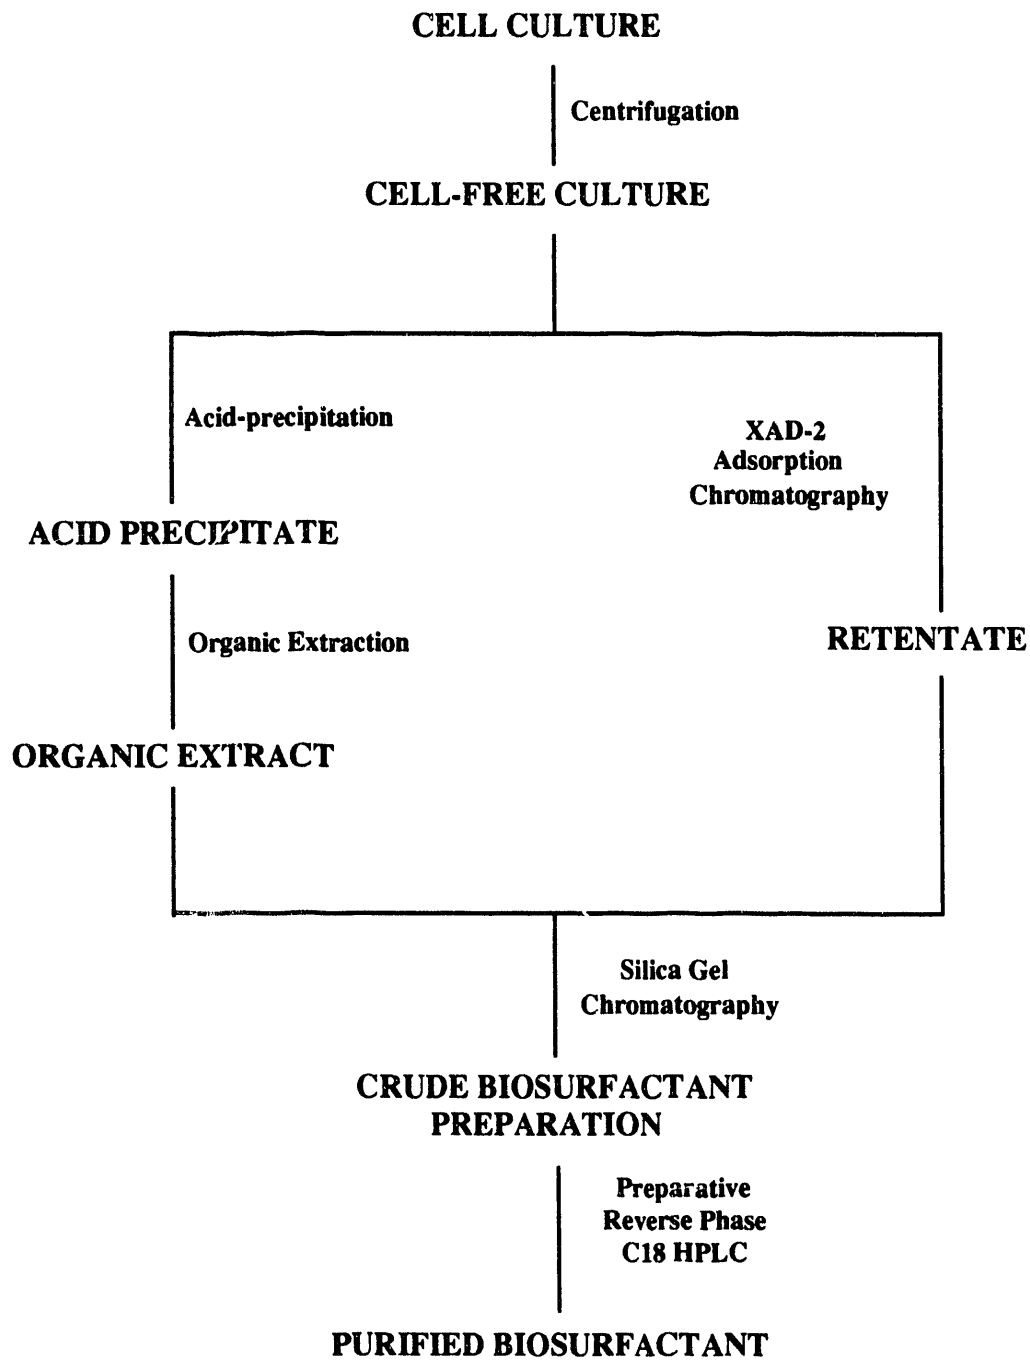 CELL CULTURE
Centrifugation
CELL-FREE CULTURE
Acid-precipitation
XAD-2
Adsorption
Chromatography
ACID PRECIPITATE
Organic Extraction
RETENTATE
ORGANIC EXTRACT
Silica Gel
Chromatography
CRUDE BIOSURFACTANT
PREPARATION
Preparative
Reverse Phase
C18 HPLC
PURIFIED BIOSURFACTANT